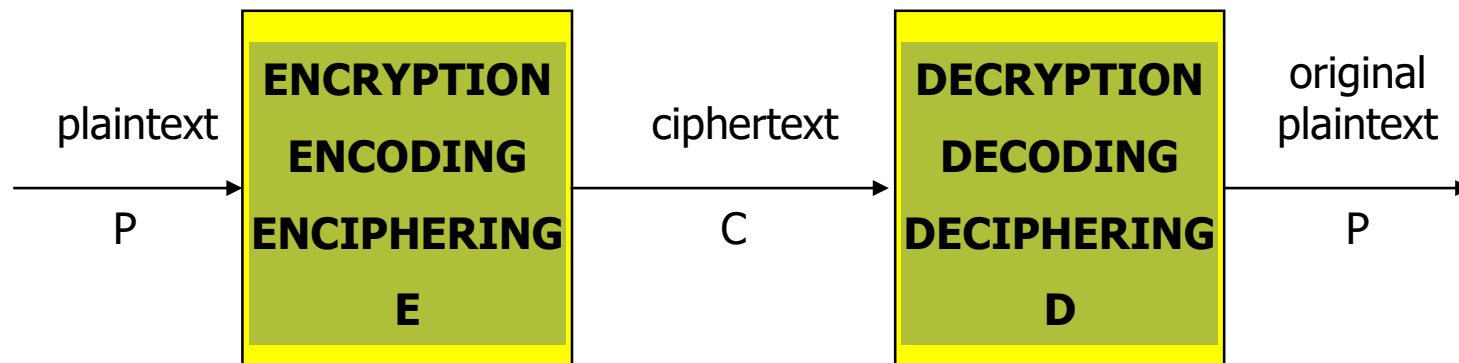 plaintext
P
ENCRYPTION
ENCODING
ENCIPHERING
E
ciphertext
C
DECRYPTION
DECODING
DECIPHERING
D
original
plaintext
P